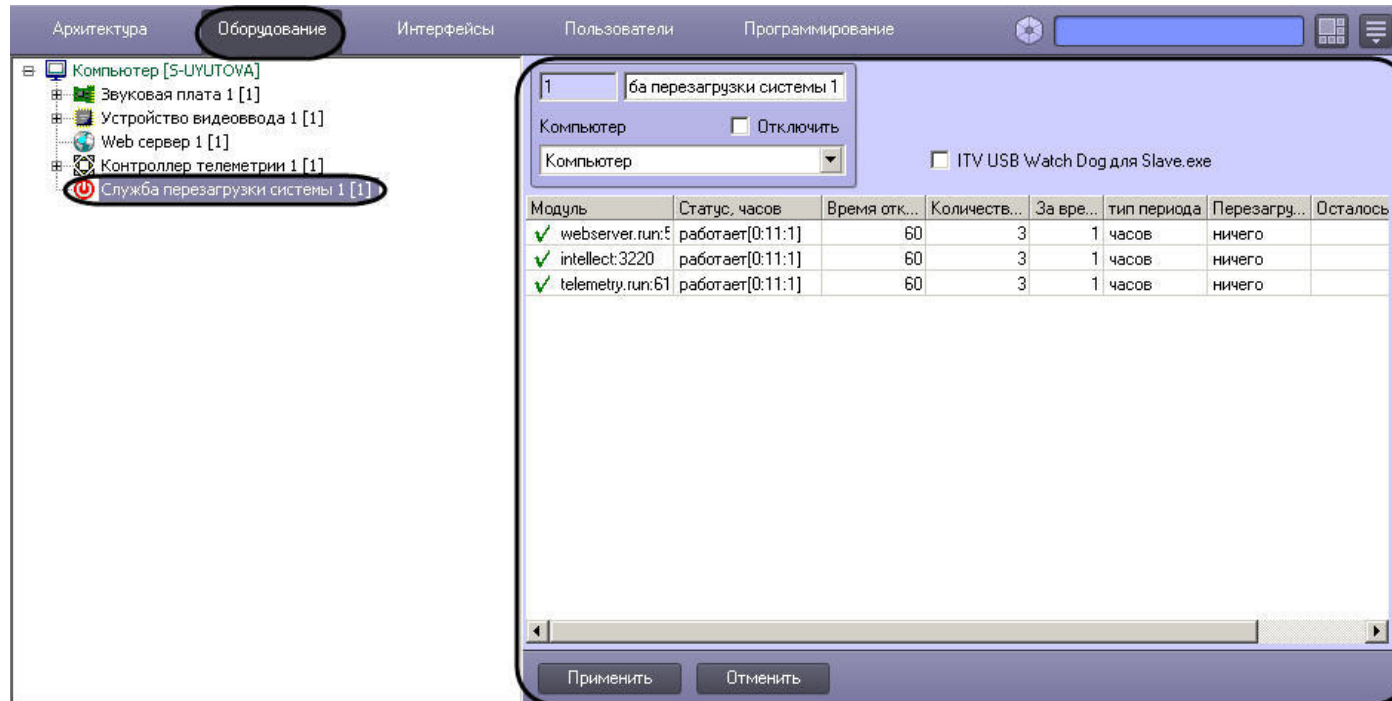 Архитектура Оборудование Интерфейсы Пользователи Программирование
Компьютер [S-UYUTOVA]
Звуковая плата 1 [1]
Устройство видеоввода 1 [1]
Web сервер 1 [1]
Контроллер телеметрии 1 [1]
Служба перезагрузки системы 1 [1]
1 ба перезагрузки системы 1
Компьютер Отключить
Компьютер ITV USB Watch Dog для Slave.exe
Модуль Статус, часов Время отк... Количеств... За вре... тип периода Перезагру... Осталось
webserver.run:5 работает[0:11:1] 60 3 1 часов ничего
intellect:3220 работает[0:11:1] 60 3 1 часов ничего
telemetry.run:61 работает[0:11:1] 60 3 1 часов ничего
Применить Отменить